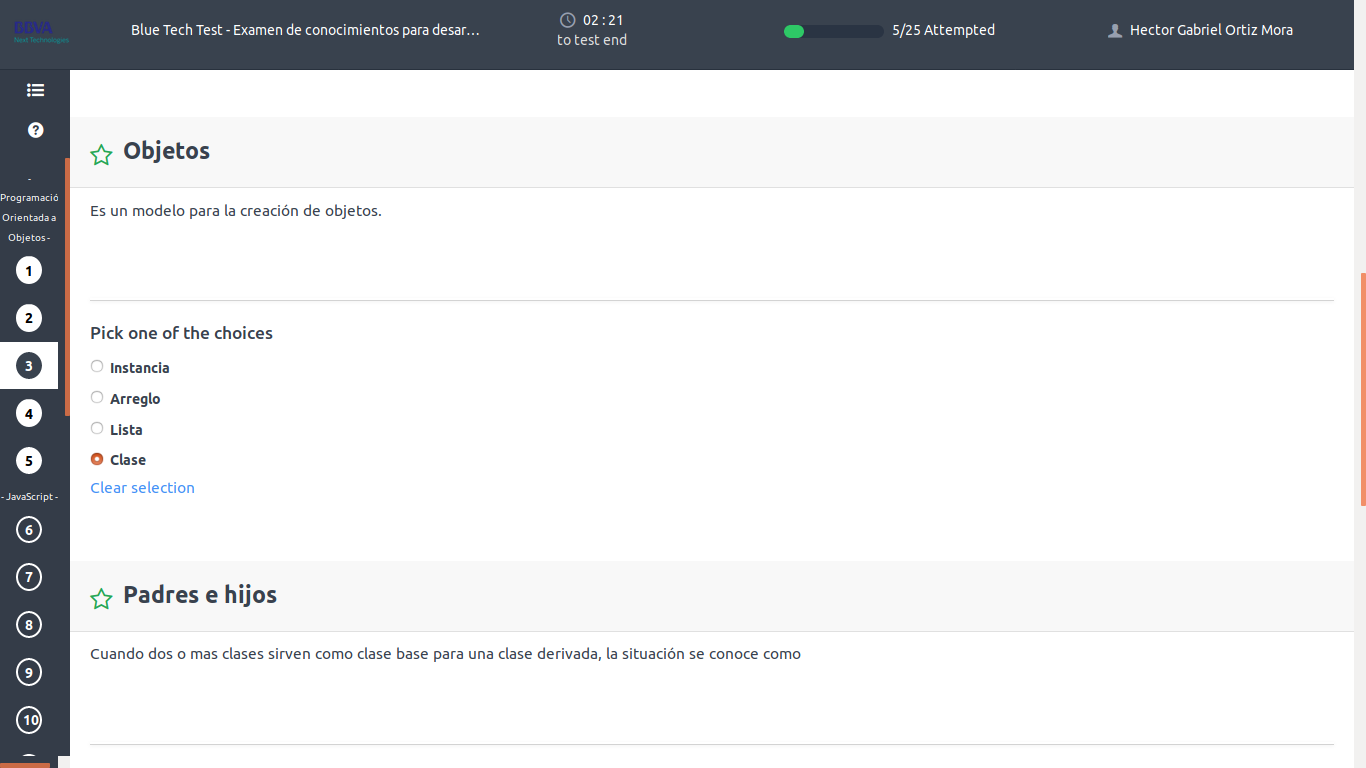 BBVA
Next Technologies
Blue Tech Test - Examen de conocimientos para desar...
02 : 21
to test end
5/25 Attempted
Hector Gabriel Ortiz Mora
-
Programació
Orientada a
Objetos -
1
2
3
4
5
- JavaScript -
6
7
8
9
10
Objetos
Es un modelo para la creación de objetos.
Pick one of the choices
Instancia
Arreglo
Lista
Clase
Clear selection
Padres e hijos
Cuando dos o mas clases sirven como clase base para una clase derivada, la situación se conoce como